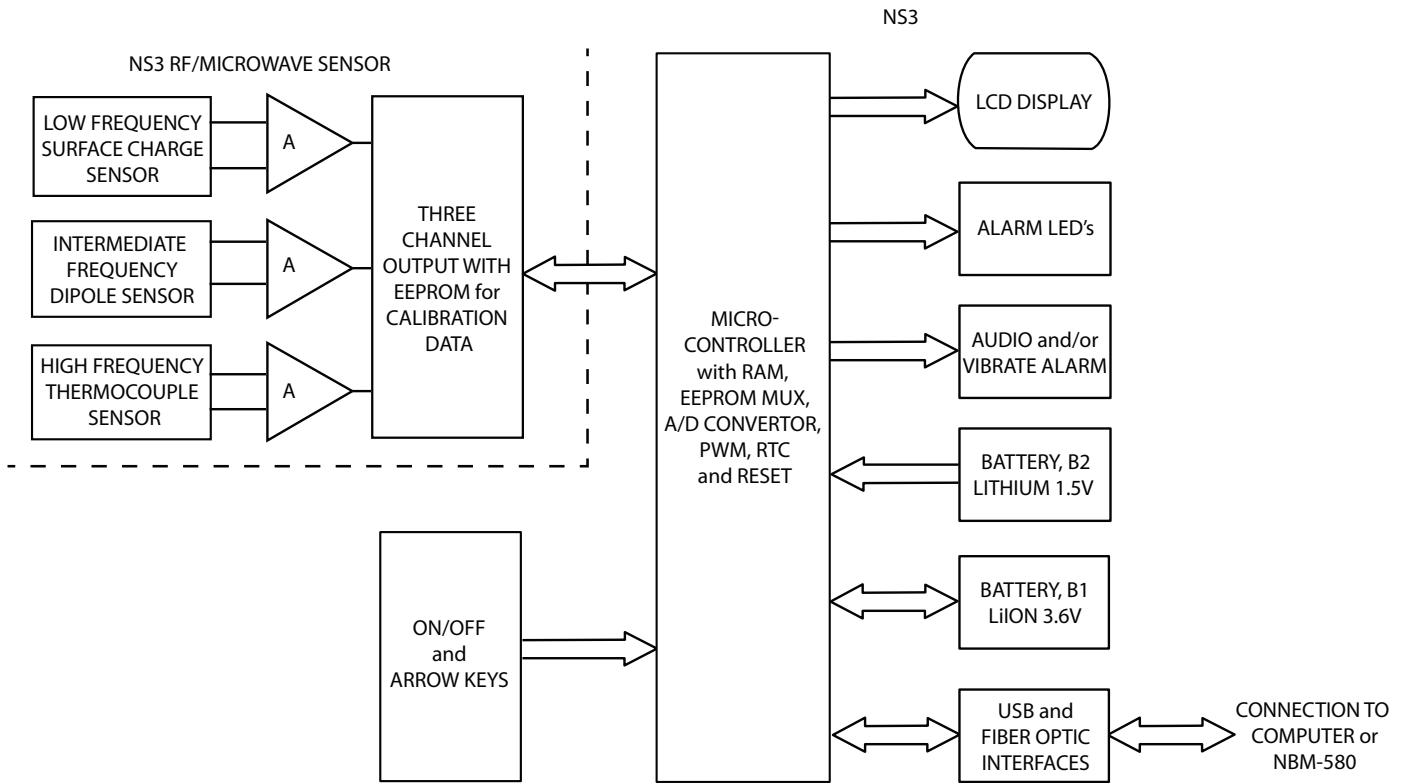 NS3
NS3 RF/MICROWAVE SENSOR
LOW FREQUENCY
SURFACE CHARGE
SENSOR
A
INTERMEDIATE
FREQUENCY
DIPOLE SENSOR
A
HIGH FREQUENCY
THERMOCOUPLE
SENSOR
A
THREE
CHANNEL
OUTPUT WITH
EEPROM for
CALIBRATION
DATA
ON/OFF
and
ARROW KEYS
MICRO-
CONTROLLER
with RAM,
EEPROM MUX,
A/D CONVERTOR,
PWM, RTC
and RESET
LCD DISPLAY
ALARM LED's
AUDIO and/or
VIBRATE ALARM
BATTERY, B2
LITHIUM 1.5V
BATTERY, B1
LiION 3.6V
USB and
FIBER OPTIC
INTERFACES
CONNECTION TO
COMPUTER or
NBM-580